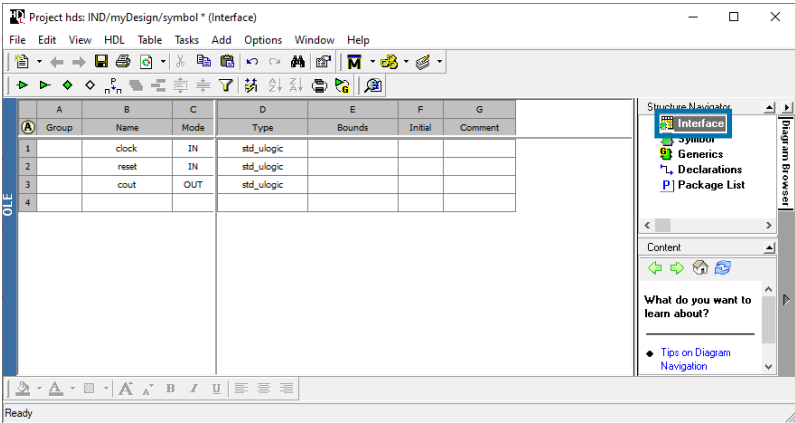 Project hds: IND/myDesign/symbol * (Interface)
File Edit View HDL Table Tasks Add Options Window Help
A B C D E F G
A Group Name Mode Type Bounds Initial Comment
1 clock IN std_ulogic
2 reset IN std_ulogic
3 cout OUT std_ulogic
4
OLE
Structure Navigator
Interface
Symbol
Generics
Declarations
P Package List
Diagram Browser
Content
What do you want to
learn about?
Tips on Diagram
Navigation
A A A B I U
Ready